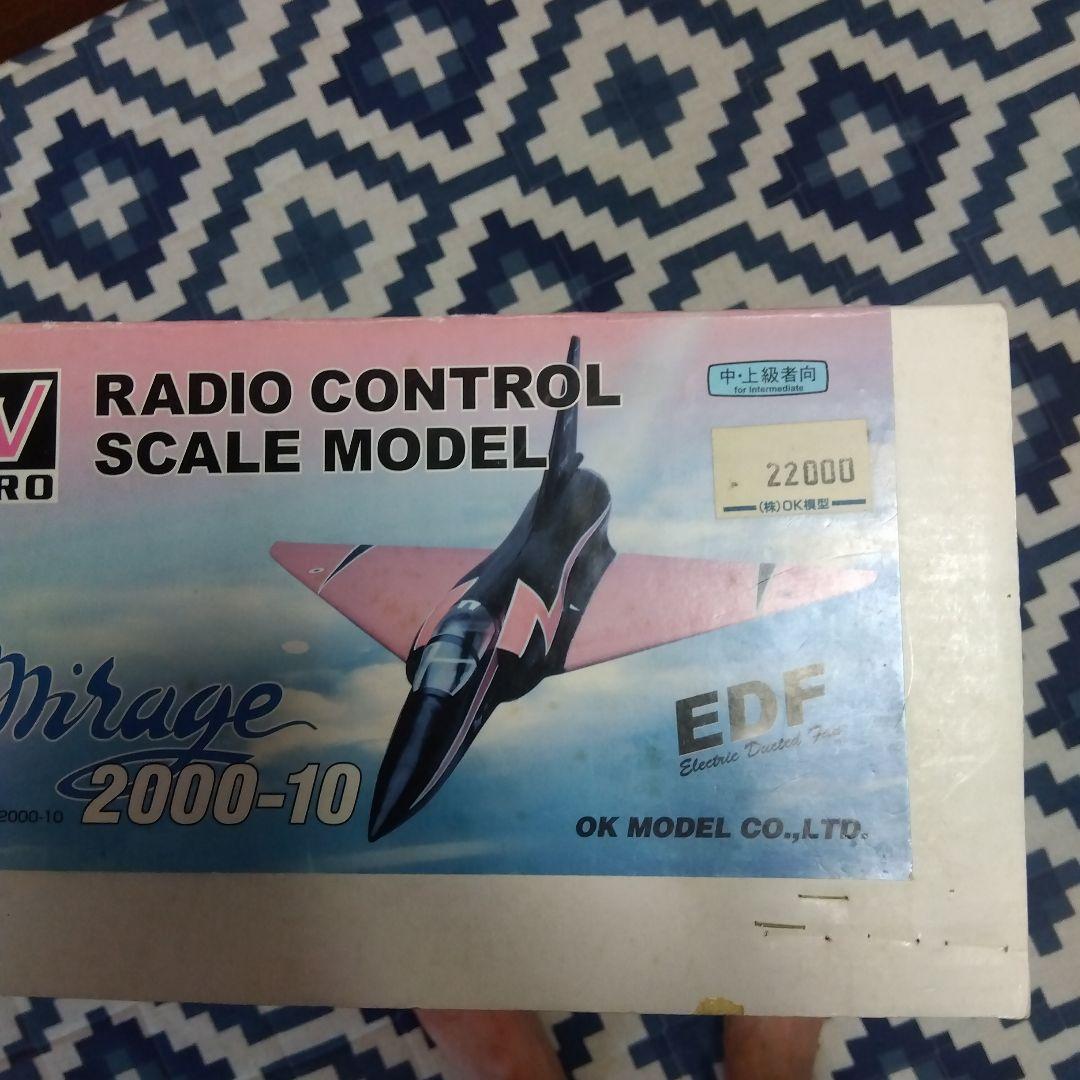 RADIO CONTROL
SCALE MODEL
中・上級者向
for Intermediate
22000
(株)OK模型
RO
Mirage
2000-10
2000-10
EDF
Electric Ducted Fan
OK MODEL CO.,LTD.